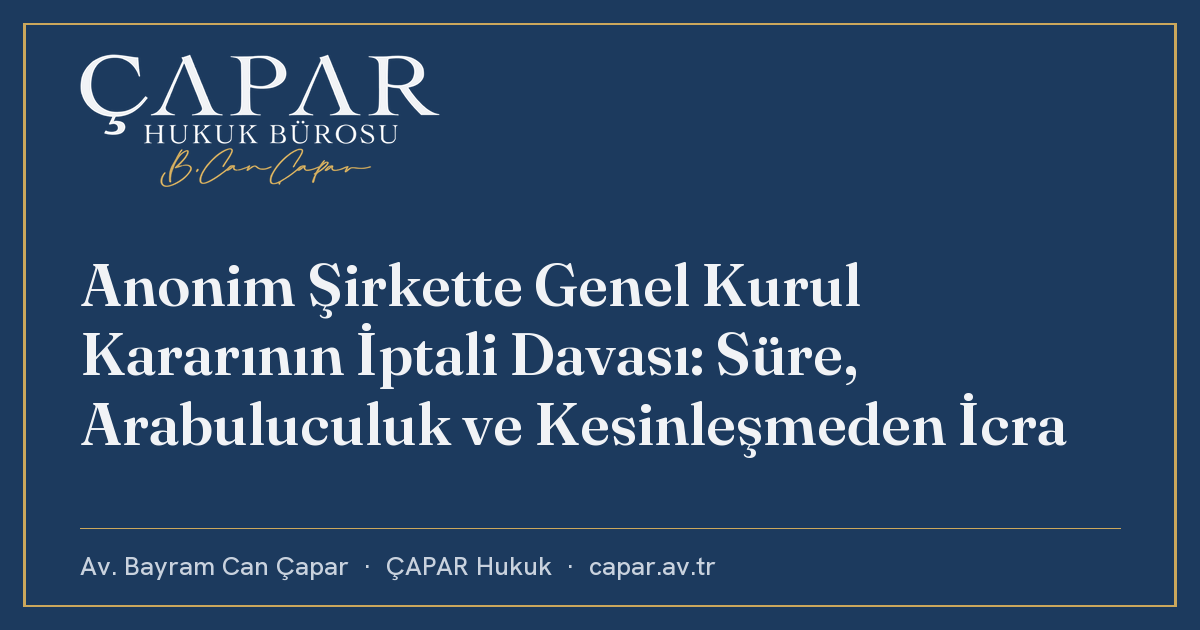 ÇAPAR
HUKUK BÜROSU
B.Can Çapar
Anonim Şirkette Genel Kurul
Kararının İptali Davası: Süre,
Arabuluculuk ve Kesinleşmeden İcra
Av. Bayram Can Çapar · ÇAPAR Hukuk · capar.av.tr